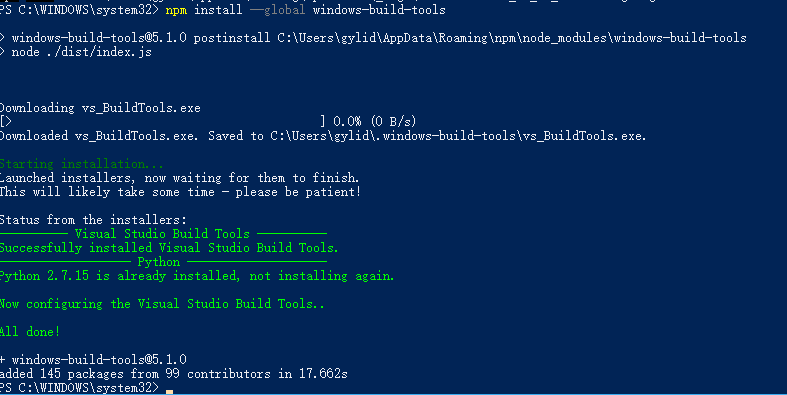 PS C:\WINDOWS\system32> npm install --global windows-build-tools
> windows-build-tools@5.1.0 postinstall C:\Users\gylid\AppData\Roaming\npm\node_modules\windows-build-tools
> node ./dist/index.js
Downloading vs_BuildTools.exe
[> ] 0.0% (0 B/s)
Downloaded vs_BuildTools.exe. Saved to C:\Users\gylid\.windows-build-tools\vs_BuildTools.exe.
Starting installation...
Launched installers, now waiting for them to finish.
This will likely take some time - please be patient!
Status from the installers:
---------- Visual Studio Build Tools ----------
Successfully installed Visual Studio Build Tools.
------------------- Python --------------------
Python 2.7.15 is already installed, not installing again.
Now configuring the Visual Studio Build Tools..
All done!
+ windows-build-tools@5.1.0
added 145 packages from 99 contributors in 17.662s
PS C:\WINDOWS\system32>